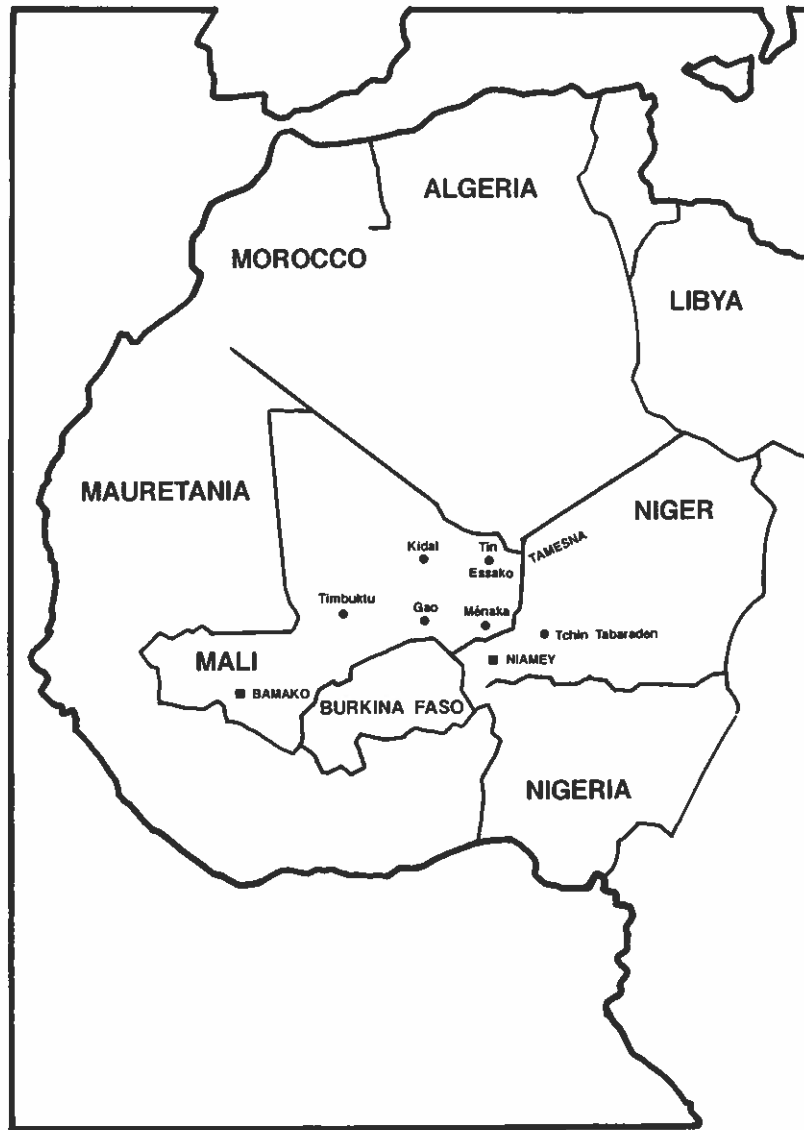 ALGERIA
MOROCCO
LIBYA
MAURETANIA
NIGER
TAMESNA
Kidal
Tin
Essako
Timbuktu
Gao
Ménaka
Tchin Tabaraden
MALI
NIAMEY
BAMAKO
BURKINA FASO
NIGERIA